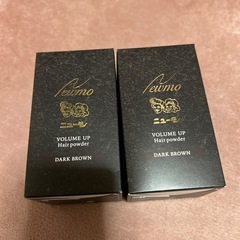 Newmo
ニューモ
VOLUME UP
Hair powder
DARK BROWN
Newmo
ニューモ
VOLUME UP
Hair powder
DARK BROWN